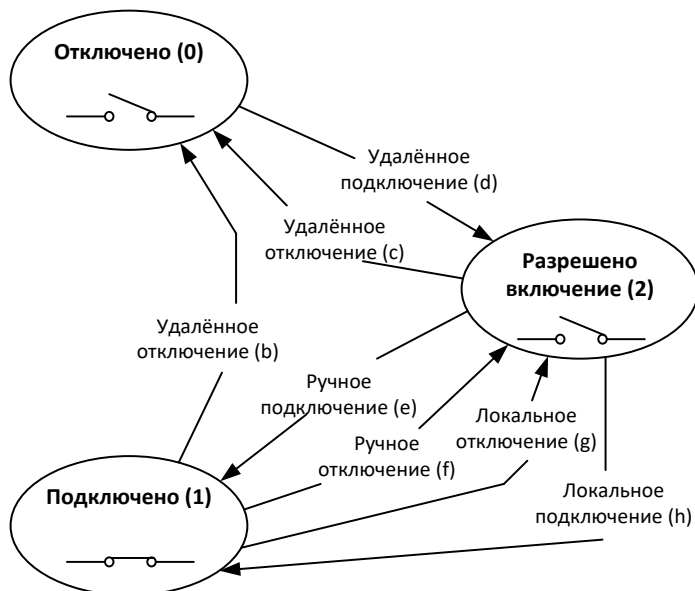 Отключено (0)
Удалённое
подключение (d)
Удалённое
отключение (c)
Разрешено
включение (2)
Удалённое
отключение (b)
Ручное
подключение (e)
Локальное
отключение (g)
Ручное
отключение (f)
Подключено (1)
Локальное
подключение (h)